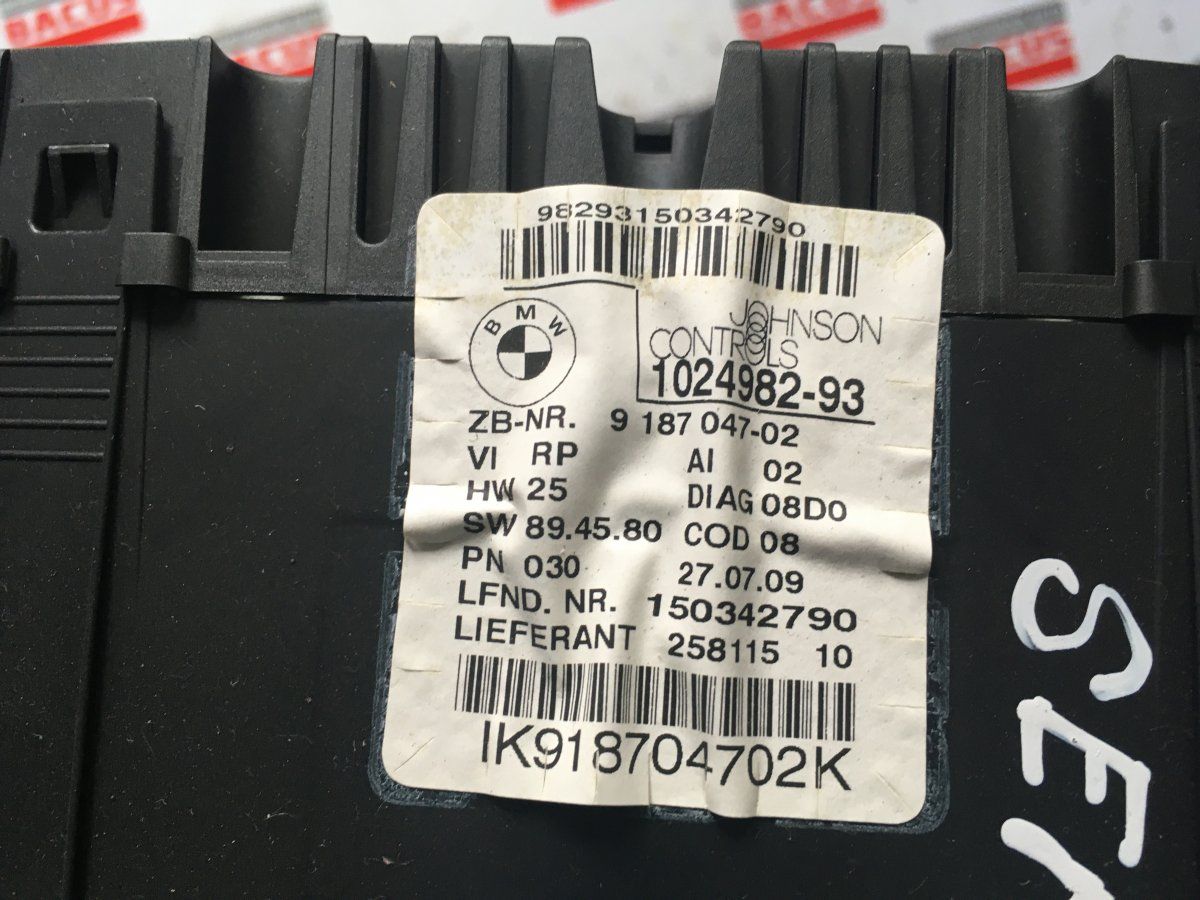 BACUS
BACUS
98293150342790
BMW
JOHNSON
CONTROLS
1024982-93
ZB-NR. 9 187 047-02
VI RP AI 02
HW 25 DIAG 08D0
SW 89.45.80 COD 08
PN 030 27.07.09
LFND. NR. 150342790
LIEFERANT 258115 10
IK918704702K